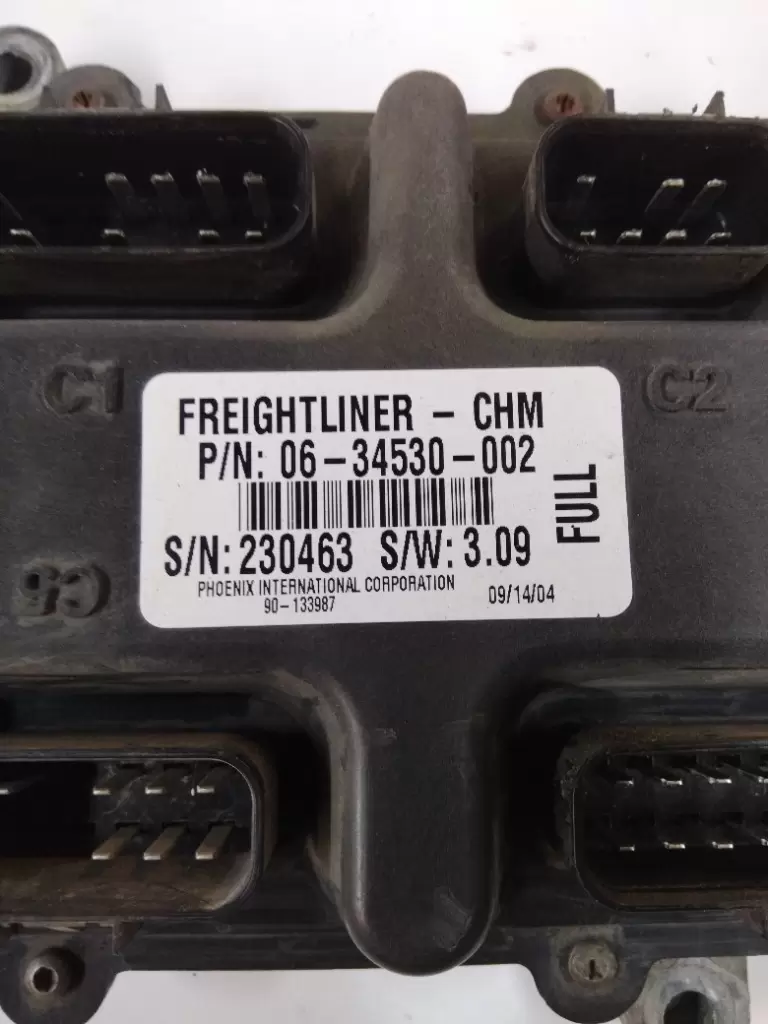 C1
C2
FREIGHTLINER - CHM
P/N: 06-34530-002
FULL
S/N: 230463 S/W: 3.09
PHOENIX INTERNATIONAL CORPORATION
90-133987 09/14/04